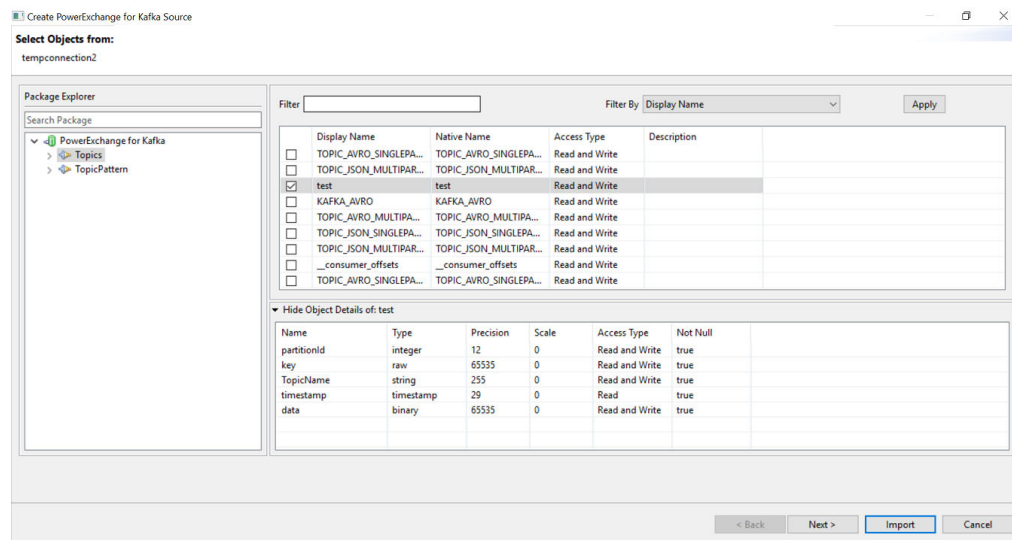 Create PowerExchange for Kafka Source
Select Objects from:
tempconnection2
Package Explorer
Search Package
PowerExchange for Kafka
Topics
TopicPattern
Filter Filter By Display Name Apply
Display Name Native Name Access Type Description
TOPIC_AVRO_SINGLEPA... TOPIC_AVRO_SINGLEPA... Read and Write
TOPIC_JSON_MULTIPAR... TOPIC_JSON_MULTIPAR... Read and Write
test test Read and Write
KAFKA_AVRO KAFKA_AVRO Read and Write
TOPIC_AVRO_MULTIPA... TOPIC_AVRO_MULTIPA... Read and Write
TOPIC_JSON_SINGLEPA... TOPIC_JSON_SINGLEPA... Read and Write
TOPIC_JSON_MULTIPAR... TOPIC_JSON_MULTIPAR... Read and Write
__consumer_offsets __consumer_offsets Read and Write
TOPIC_AVRO_SINGLEPA... TOPIC_AVRO_SINGLEPA... Read and Write
Hide Object Details of: test
Name Type Precision Scale Access Type Not Null
partitionId integer 12 0 Read and Write true
key raw 65535 0 Read and Write true
TopicName string 255 0 Read and Write true
timestamp timestamp 29 0 Read true
data binary 65535 0 Read and Write true
< Back Next > Import Cancel